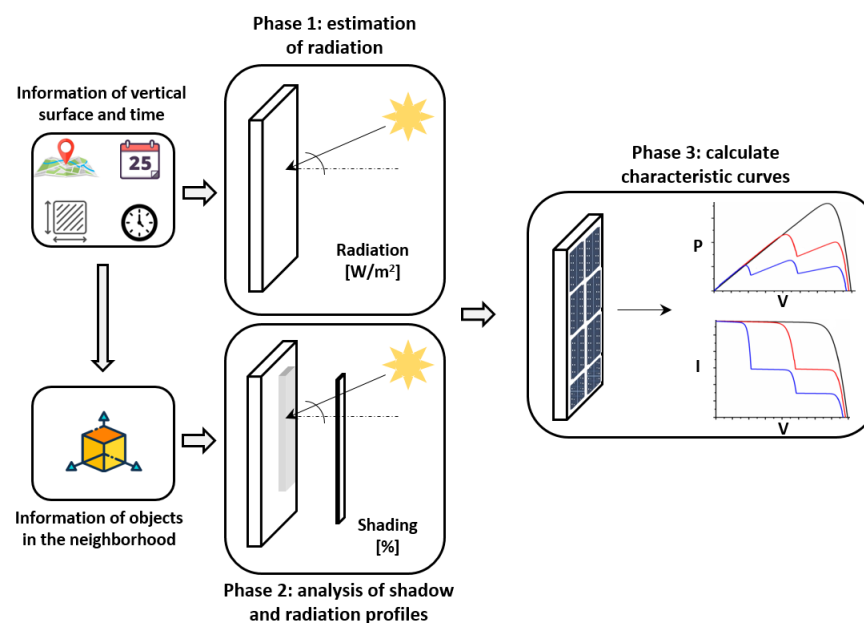 Phase 1: estimation
of radiation
Information of vertical
surface and time
25
Radiation
[W/m²]
Phase 3: calculate
characteristic curves
P
V
I
V
Shading
[%]
Information of objects
in the neighborhood
Phase 2: analysis of shadow
and radiation profiles